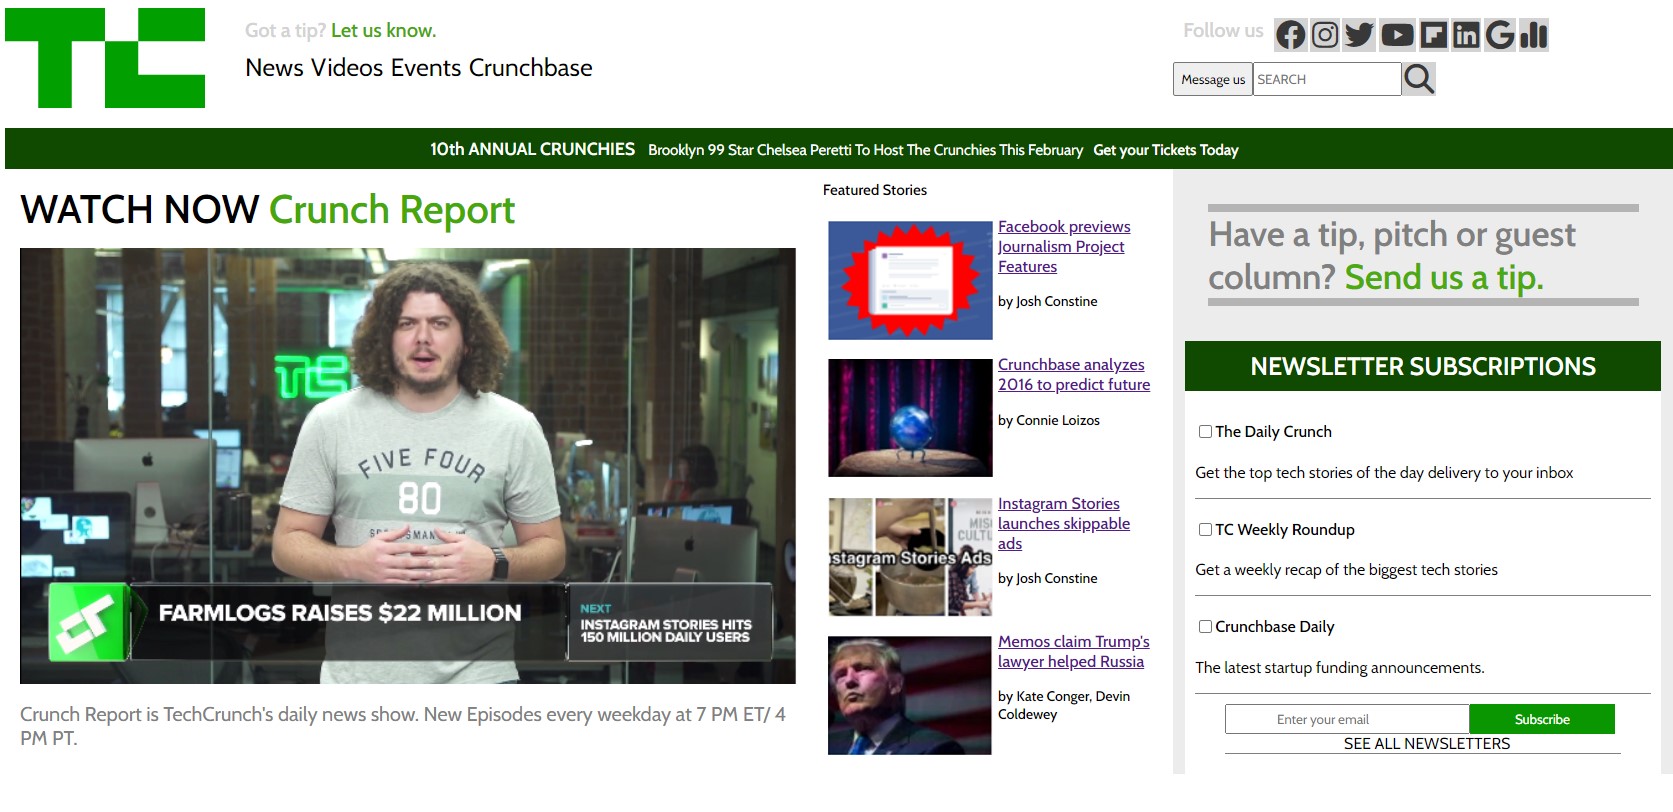 TC
Got a tip? Let us know.
News Videos Events Crunchbase
Follow us
Message us
SEARCH
10th ANNUAL CRUNCHIES Brooklyn 99 Star Chelsea Peretti To Host The Crunchies This February Get your Tickets Today
WATCH NOW Crunch Report
TC
FIVE FOUR
80
FARMLOGS RAISES $22 MILLION
NEXT
INSTAGRAM STORIES HITS
150 MILLION DAILY USERS
Crunch Report is TechCrunch's daily news show. New Episodes every weekday at 7 PM ET/ 4
PM PT.
Featured Stories
Facebook previews
Journalism Project
Features
by Josh Constine
Crunchbase analyzes
2016 to predict future
by Connie Loizos
stagram Stories Ads
Instagram Stories
launches skippable
ads
by Josh Constine
Memos claim Trump's
lawyer helped Russia
by Kate Conger, Devin
Coldewey
Have a tip, pitch or guest
column? Send us a tip.
NEWSLETTER SUBSCRIPTIONS
The Daily Crunch
Get the top tech stories of the day delivery to your inbox
TC Weekly Roundup
Get a weekly recap of the biggest tech stories
Crunchbase Daily
The latest startup funding announcements.
Enter your email
Subscribe
SEE ALL NEWSLETTERS